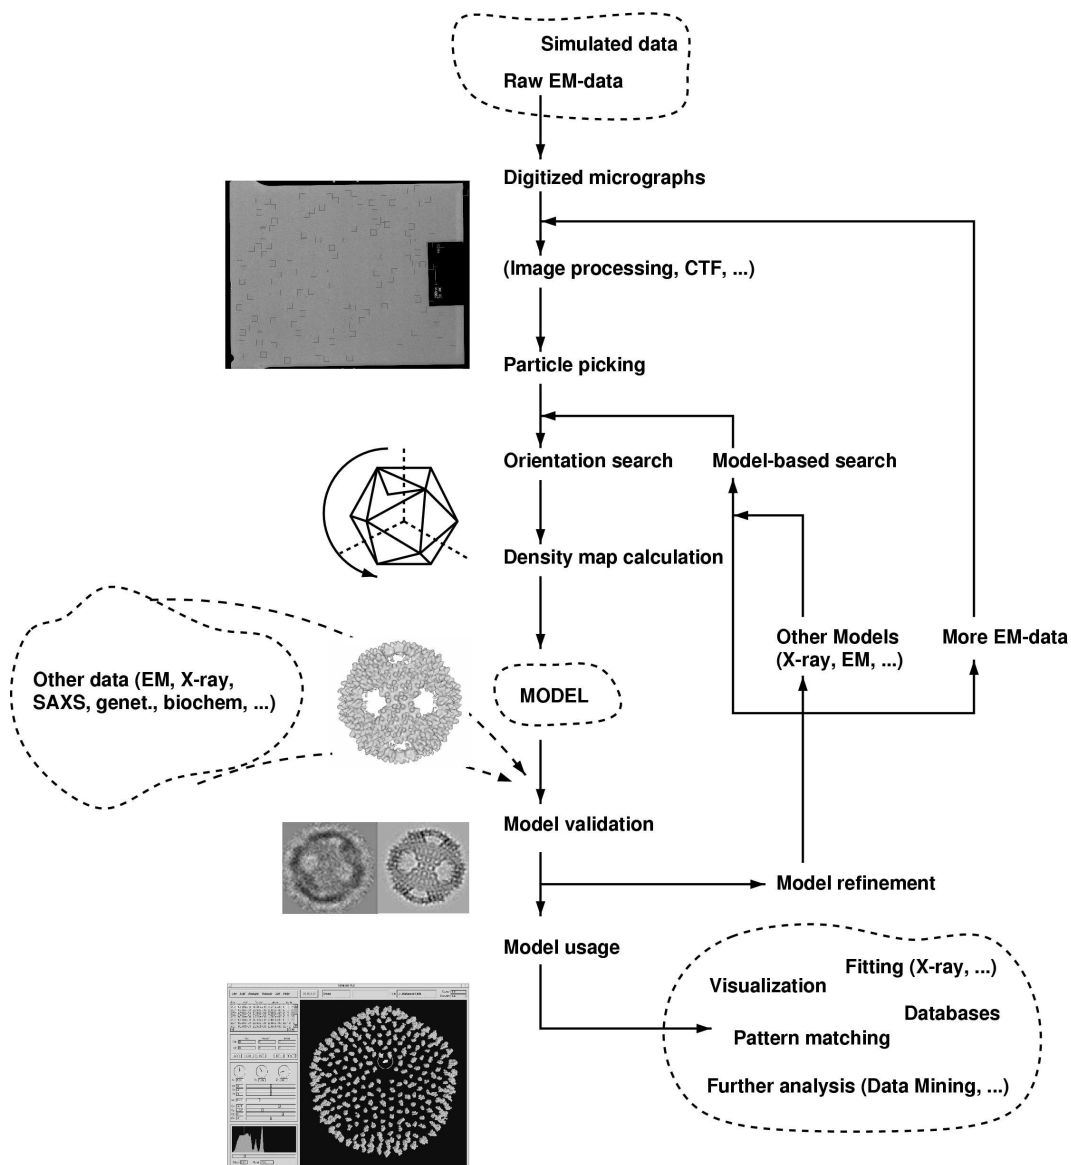 Simulated data
Raw EM-data
Digitized micrographs
(Image processing, CTF, ...)
Particle picking
Orientation search
Model-based search
Density map calculation
Other Models
(X-ray, EM, ...)
More EM-data
Other data (EM, X-ray,
SAXS, genet., biochem, ...)
MODEL
Model validation
Model refinement
Model usage
Fitting (X-ray, ...)
Visualization
Databases
Pattern matching
Further analysis (Data Mining, ...)